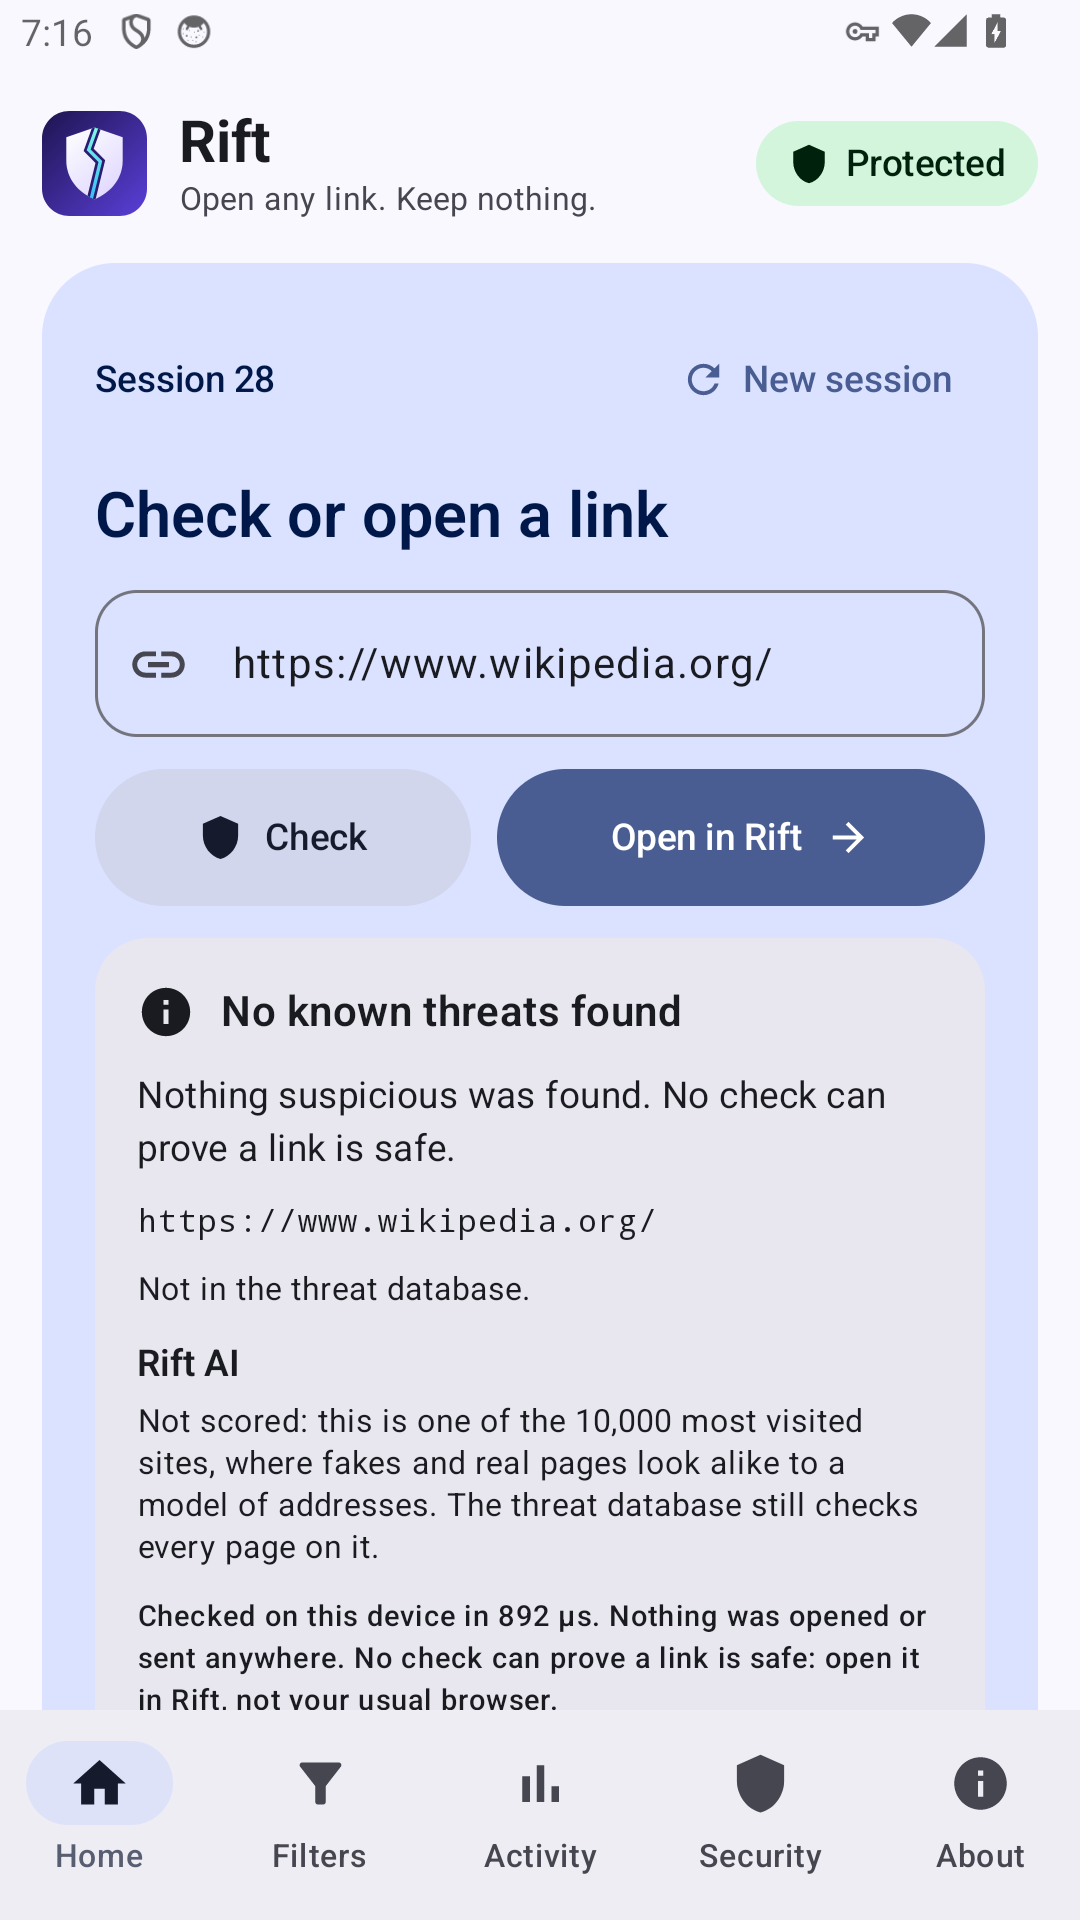 7:16
Rift
Open any link. Keep nothing.
Protected
Session 28
New session
Check or open a link
https://www.wikipedia.org/
Check
Open in Rift
No known threats found
Nothing suspicious was found. No check can
prove a link is safe.
https://www.wikipedia.org/
Not in the threat database.
Rift AI
Not scored: this is one of the 10,000 most visited
sites, where fakes and real pages look alike to a
model of addresses. The threat database still checks
every page on it.
Checked on this device in 892 µs. Nothing was opened or
sent anywhere. No check can prove a link is safe: open it
in Rift, not your usual browser.
Home
Filters
Activity
Security
About